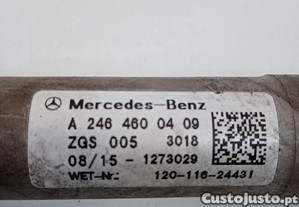 Mercedes-Benz
A 246 460 04 09
ZGS 005 3018
08/15 - 1273029
WET-Nr.: 120-116-24431
CustoJusto.pt